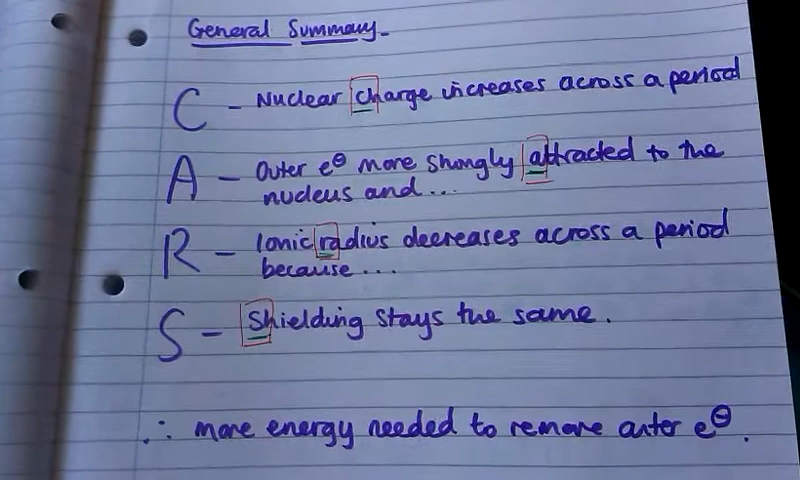 General Summary
C - Nuclear charge increases across a period
A - Outer e⊖ more strongly attracted to the
nucleus and...
R - Ionic radius decreases across a period
because...
S - Shielding stays the same.
∴ more energy needed to remove outer e⊖.